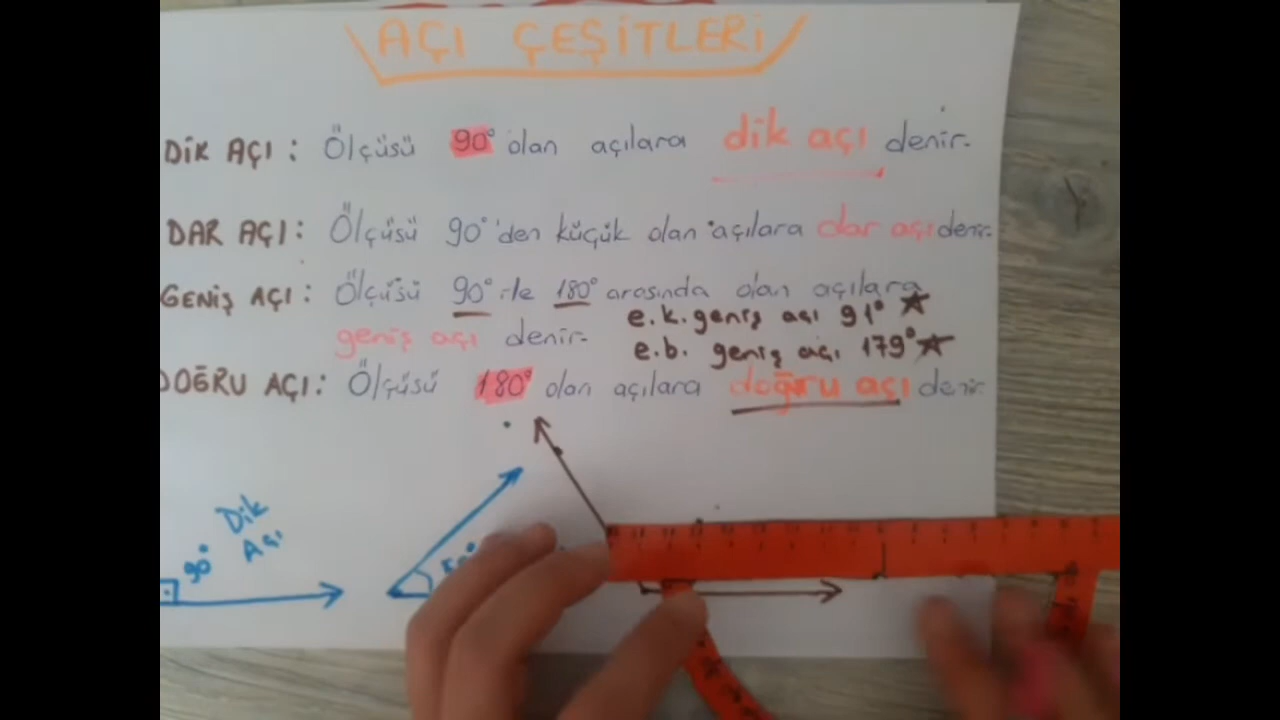 AÇI ÇEŞİTLERİ
DİK AÇI: Ölçüsü 90° olan açılara dik açı denir.
DAR AÇI: Ölçüsü 90°'den küçük olan açılara dar açı denir.
GENİŞ AÇI: Ölçüsü 90° ile 180° arasında olan açılara
geniş açı denir.
e.k. geniş açı 91°
e.b. geniş açı 179°
DOĞRU AÇI: Ölçüsü 180° olan açılara doğru açı denir.
90° Dik
Açı